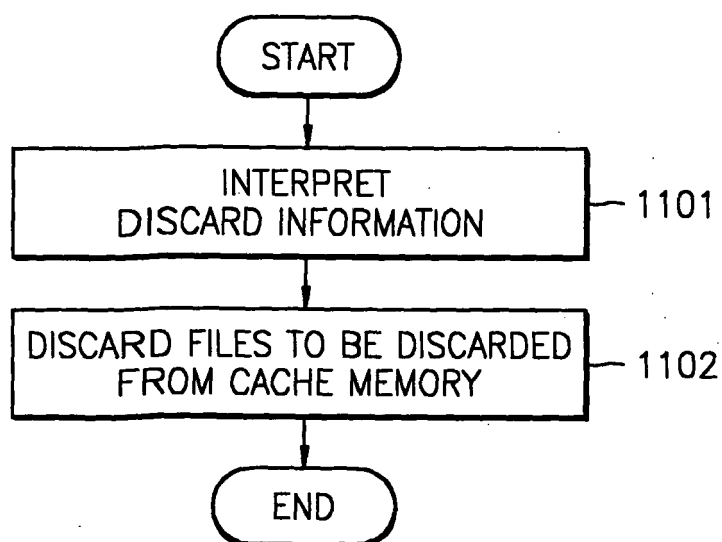 START
INTERPRET
DISCARD INFORMATION
1101
DISCARD FILES TO BE DISCARDED
FROM CACHE MEMORY
1102
END